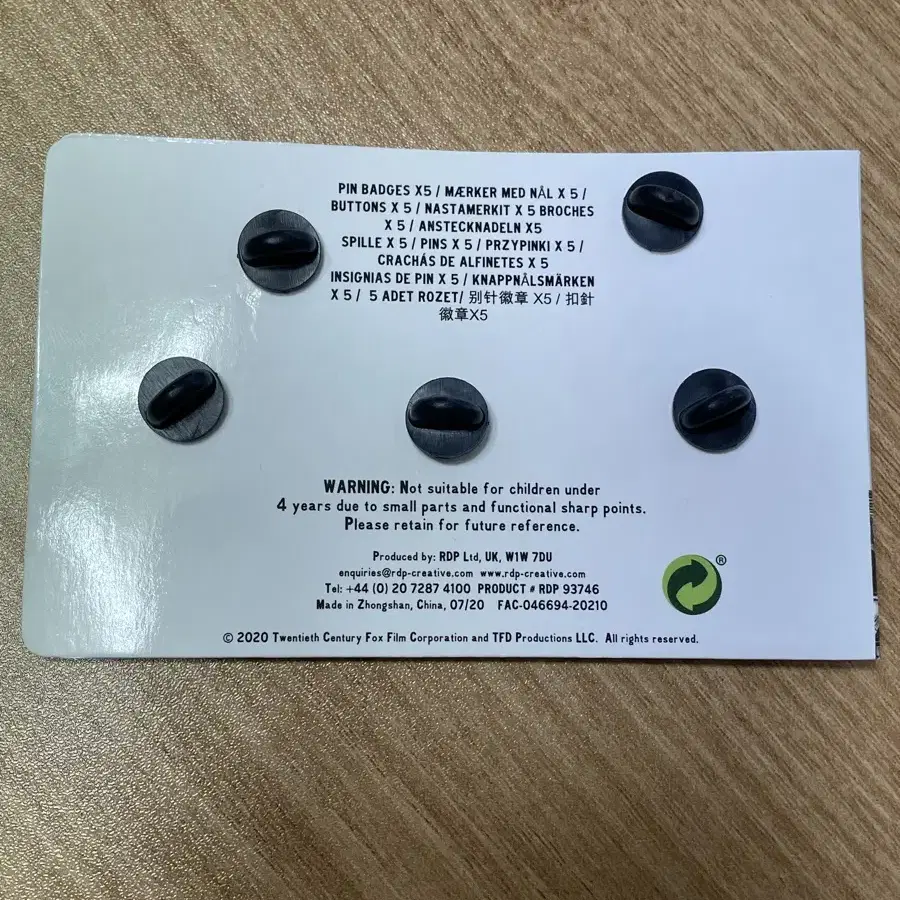 PIN BADGES X5 / MÆRKER MED NÅL X 5 /
BUTTONS X 5 / NASTAMERKIT X 5 BROCHES
X 5 / ANSTECKNADELN X5
SPILLE X 5 / PINS X 5 / PRZYPINKI X 5 /
CRACHÁS DE ALFINETES X 5
INSIGNIAS DE PIN X 5 / KNAPPNÅLSMÄRKEN
X 5 / 5 ADET ROZET/ 别针徽章 X5 / 扣針
徽章X5
WARNING: Not suitable for children under
4 years due to small parts and functional sharp points.
Please retain for future reference.
Produced by: RDP Ltd, UK, W1W 7DU
enquiries@rdp-creative.com www.rdp-creative.com
Tel: +44 (0) 20 7287 4100 PRODUCT # RDP 93746
Made in Zhongshan, China, 07/20 FAC-046694-20210
®
© 2020 Twentieth Century Fox Film Corporation and TFD Productions LLC. All rights reserved.